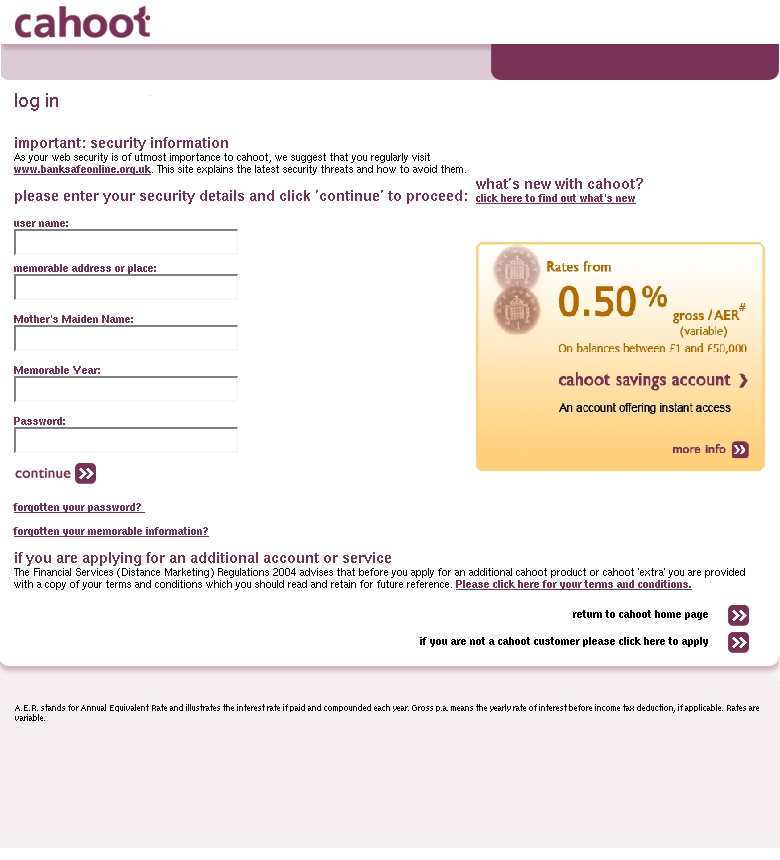 cahoot
log in
important: security information
As your web security is of utmost importance to cahoot, we suggest that you regularly visit
www.banksafeonline.org.uk. This site explains the latest security threats and how to avoid them.
please enter your security details and click 'continue' to proceed:
what's new with cahoot?
click here to find out what's new
user name:
memorable address or place:
Mother's Maiden Name:
Memorable Year:
Password:
continue
Rates from
0.50%
gross / AER#
(variable)
On balances between £1 and £50,000
cahoot savings account
An account offering instant access
more info
forgotten your password?
forgotten your memorable information?
if you are applying for an additional account or service
The Financial Services (Distance Marketing) Regulations 2004 advises that before you apply for an additional cahoot product or cahoot 'extra' you are provided
with a copy of your terms and conditions which you should read and retain for future reference. Please click here for your terms and conditions.
return to cahoot home page
if you are not a cahoot customer please click here to apply
A.E.R. stands for Annual Equivalent Rate and illustrates the interest rate if paid and compounded each year. Gross p.a. means the yearly rate of interest before income tax deduction, if applicable. Rates are
variable.